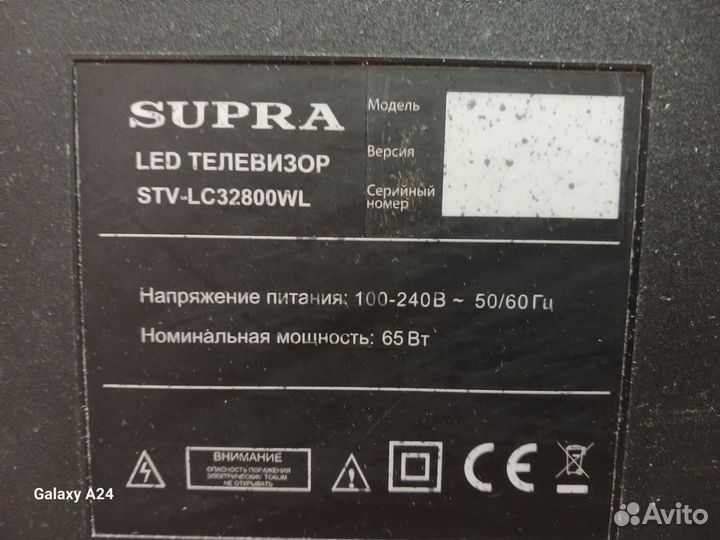 SUPRA
LED ТЕЛЕВИЗОР
STV-LC32800WL
Модель
Версия
Серийный
номер
Напряжение питания: 100-240В ~ 50/60 Гц
Номинальная мощность: 65 Вт
ВНИМАНИЕ
ОПАСНОСТЬ ПОРАЖЕНИЯ
ЭЛЕКТРИЧЕСКИМ ТОКОМ
НЕ ОТКРЫВАТЬ
CE
Galaxy A24
Avito